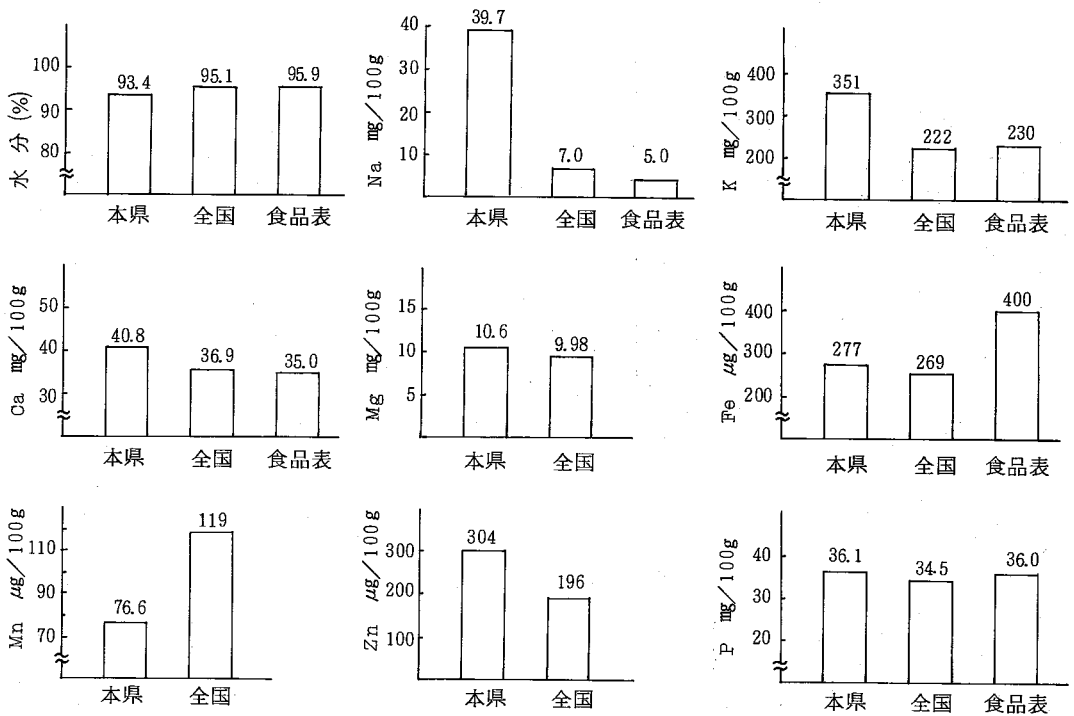 水分(%)
100
90
80
93.4
95.1
95.9
本県 全国 食品表
Na mg/100g
40
30
20
10
39.7
7.0
5.0
本県 全国 食品表
K mg/100g
400
300
200
351
222
230
本県 全国 食品表
Ca mg/100g
50
40
30
40.8
36.9
35.0
本県 全国 食品表
Mg mg/100g
15
10
5
10.6
9.98
本県 全国
Fe μg/100g
400
300
200
277
269
400
本県 全国 食品表
Mn μg/100g
110
90
70
76.6
119
本県 全国
Zn μg/100g
300
200
100
304
196
本県 全国
P mg/100g
40
30
20
36.1
34.5
36.0
本県 全国 食品表